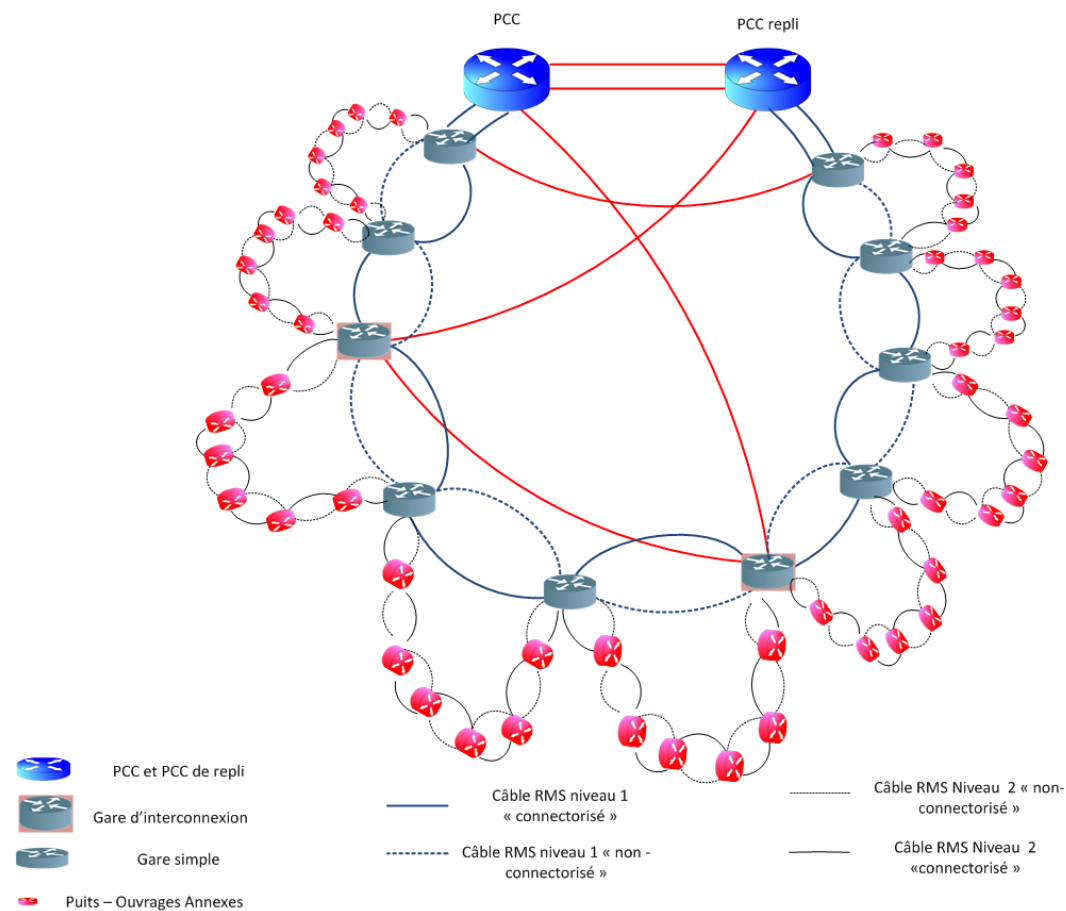 PCC
PCC repli
PCC et PCC de repli
Gare d’interconnexion
Gare simple
Puits – Ouvrages Annexes
Câble RMS niveau 1
« connectorisé »
Câble RMS niveau 1 « non -
connectorisé »
Câble RMS Niveau 2 « non-
connectorisé »
Câble RMS Niveau 2
«connectorisé »